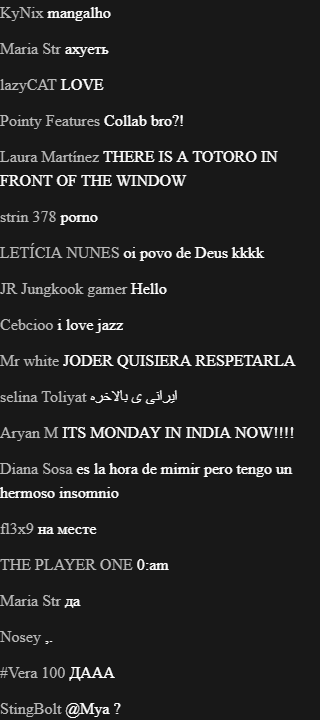 KyNix mangalho
Maria Str ахуеть
lazyCAT LOVE
Pointy Features Collab bro?!
Laura Martínez THERE IS A TOTORO IN
FRONT OF THE WINDOW
strin 378 porno
LETÍCIA NUNES oi povo de Deus kkkk
JR Jungkook gamer Hello
Cebcioo i love jazz
Mr white JODER QUISIERA RESPETARLA
selina Toliyat ایرانی ی بالاخره
Aryan M ITS MONDAY IN INDIA NOW!!!!
Diana Sosa es la hora de mimir pero tengo un
hermoso insomnio
fl3x9 на месте
THE PLAYER ONE 0:am
Maria Str да
Nosey ,.
#Vera 100 ДААА
StingBolt @Mya ?